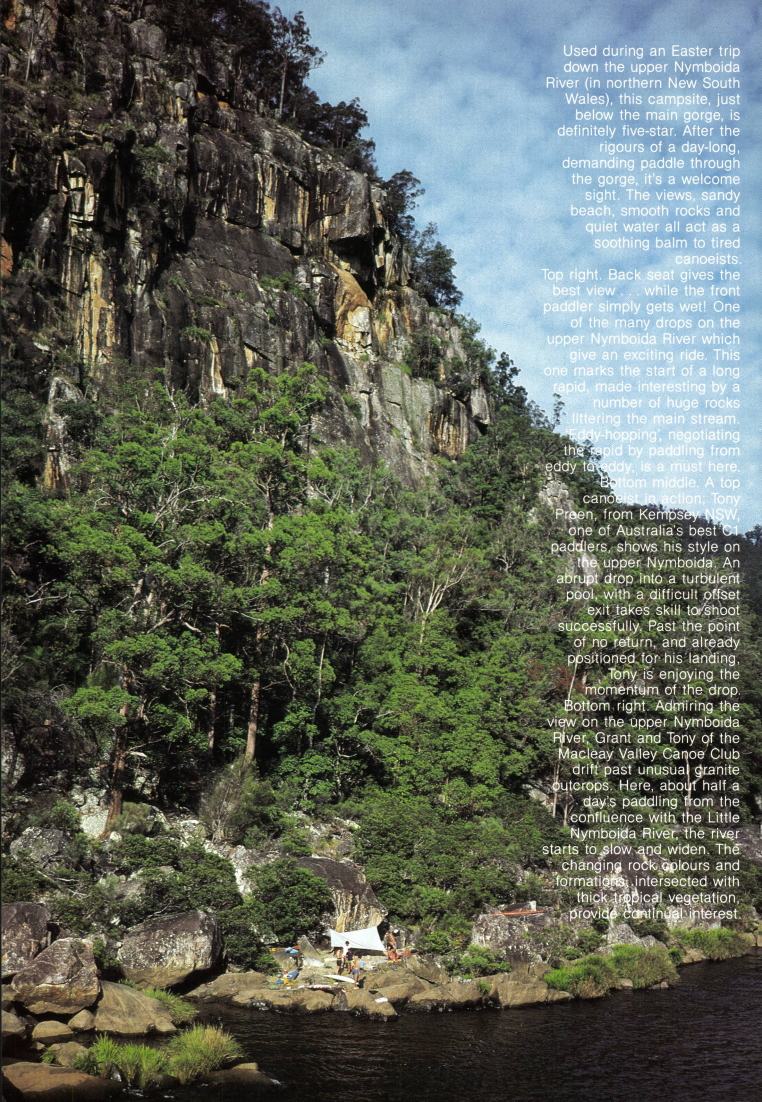 Used during an Easter trip
down the upper Nymboida
River (in northern New South
Wales), this campsite, just
below the main gorge, is
definitely five-star. After the
rigours of a day-long,
demanding paddle through
the gorge, it's a welcome
sight. The views, sandy
beach, smooth rocks and
quiet water all act as a
soothing balm to tired
canoeists.
Top right. Back seat gives the
best view . . . while the front
paddler simply gets wet! One
of the many drops on the
upper Nymboida River which
give an exciting ride. This
one marks the start of a long
rapid, made interesting by a
number of huge rocks
littering the main stream.
'Eddy-hopping', negotiating
the rapid by paddling from
eddy to eddy, is a must here.
Bottom middle. A top
canoeist in action; Tony
Preen, from Kempsey NSW,
one of Australia's best C1
paddlers, shows his style on
the upper Nymboida. An
abrupt drop into a turbulent
pool, with a difficult offset
exit takes skill to shoot
successfully. Past the point
of no return, and already
positioned for his landing,
Tony is enjoying the
momentum of the drop.
Bottom right. Admiring the
view on the upper Nymboida
River, Grant and Tony of the
Macleay Valley Canoe Club
drift past unusual granite
outcrops. Here, about half a
day's paddling from the
confluence with the Little
Nymboida River, the river
starts to slow and widen. The
changing rock colours and
formations, intersected with
thick tropical vegetation,
provide continual interest.